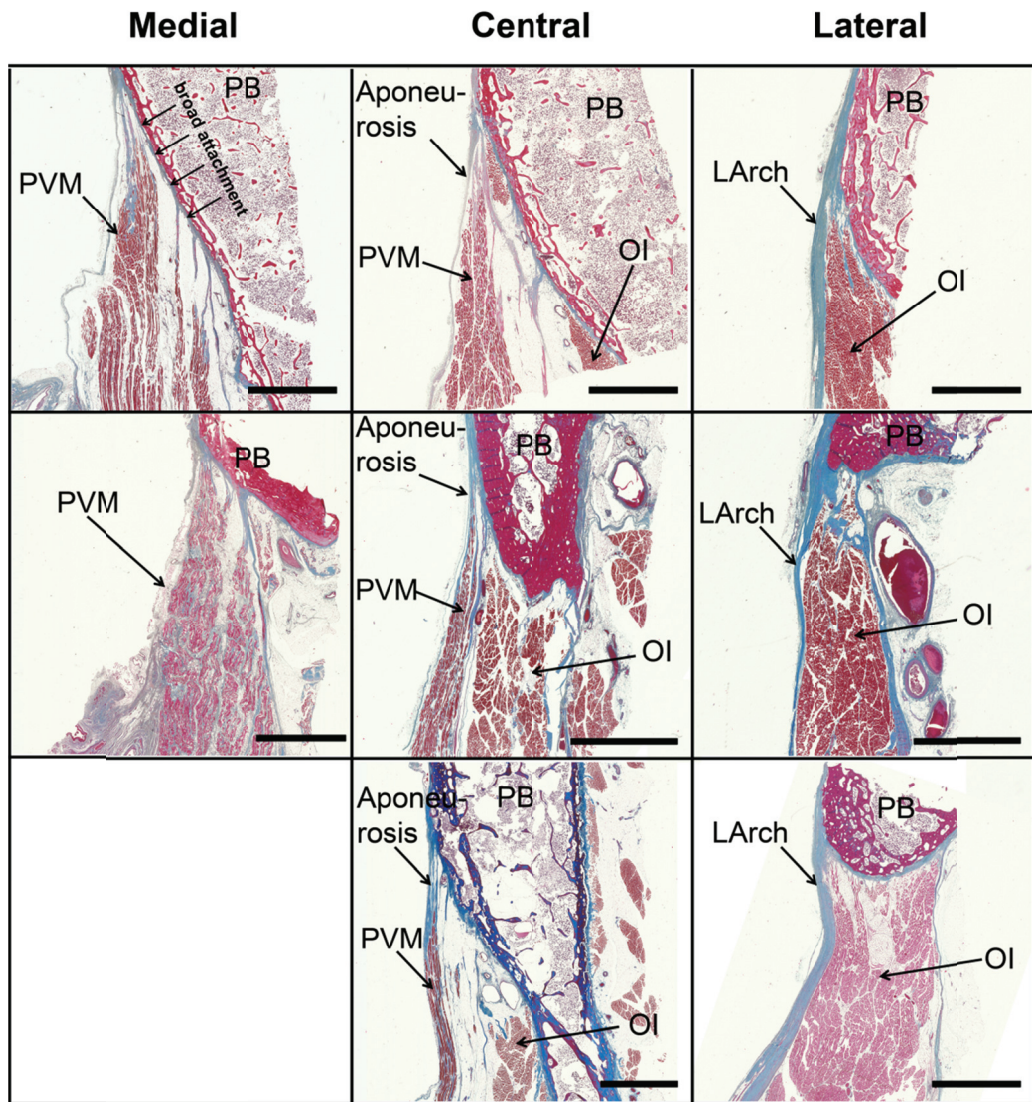 Medial
Central
Lateral
PB
broad attachment
PVM
Aponeu-
rosis
PB
PVM
OI
PB
LArch
OI
PB
PVM
Aponeu-
rosis
PB
PVM
OI
PB
LArch
OI
Aponeu-
rosis
PB
PVM
OI
PB
LArch
OI